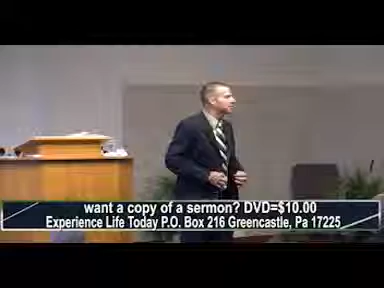 want a copy of a sermon? DVD=$10.00
Experience Life Today P.O. Box 216 Greencastle, Pa 17225